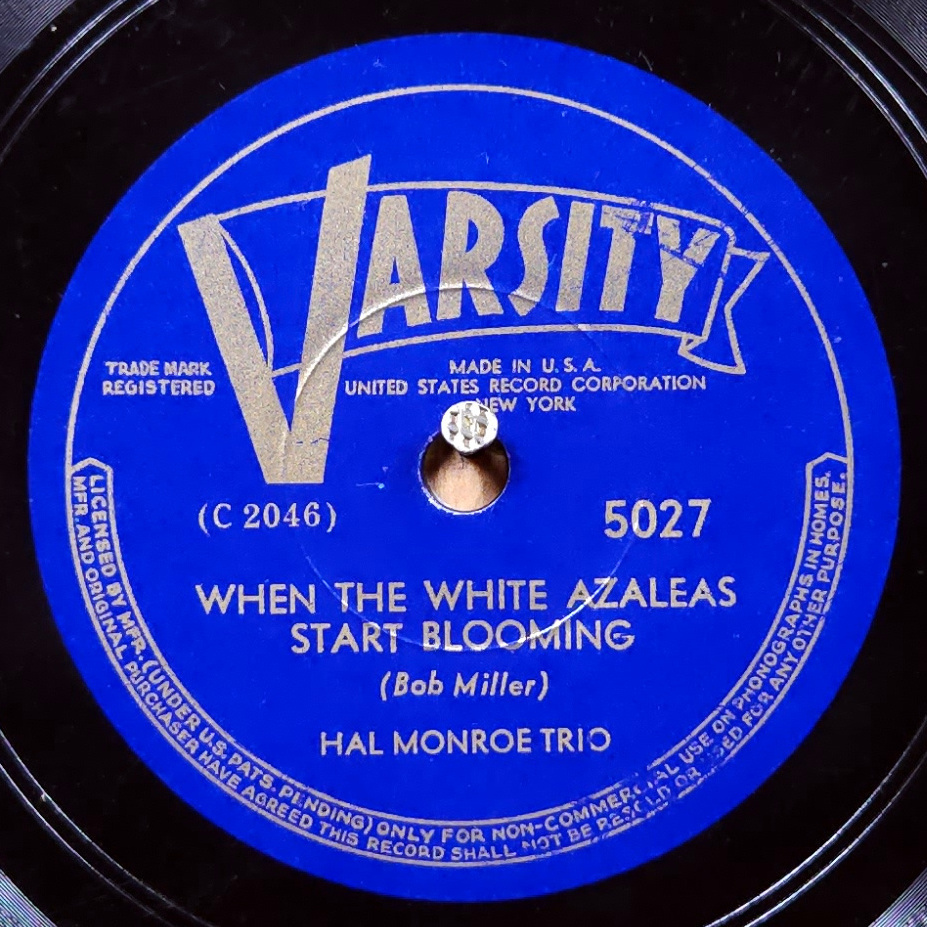 VARSITY
TRADE MARK
REGISTERED
MADE IN U.S.A.
UNITED STATES RECORD CORPORATION
NEW YORK
(C 2046)
5027
WHEN THE WHITE AZALEAS
START BLOOMING
(Bob Miller)
HAL MONROE TRIO
LICENSED BY MFR. (UNDER U.S. PATS. PENDING) ONLY FOR NON-COMMERCIAL USE ON PHONOGRAPHS IN HOMES.
MFR. AND ORIGINAL PURCHASER HAVE AGREED THIS RECORD SHALL NOT BE RESOLD OR USED FOR ANY OTHER PURPOSE.